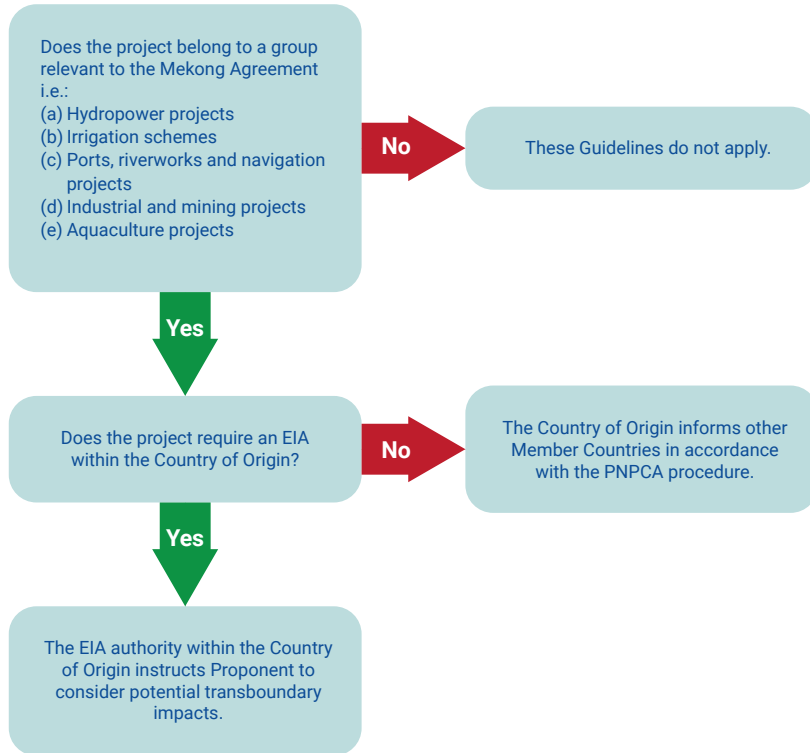 Does the project belong to a group
relevant to the Mekong Agreement
i.e.:
(a) Hydropower projects
(b) Irrigation schemes
(c) Ports, riverworks and navigation
projects
(d) Industrial and mining projects
(e) Aquaculture projects
No
These Guidelines do not apply.
Yes
Does the project require an EIA
within the Country of Origin?
No
The Country of Origin informs other
Member Countries in accordance
with the PNPCA procedure.
Yes
The EIA authority within the Country
of Origin instructs Proponent to
consider potential transboundary
impacts.